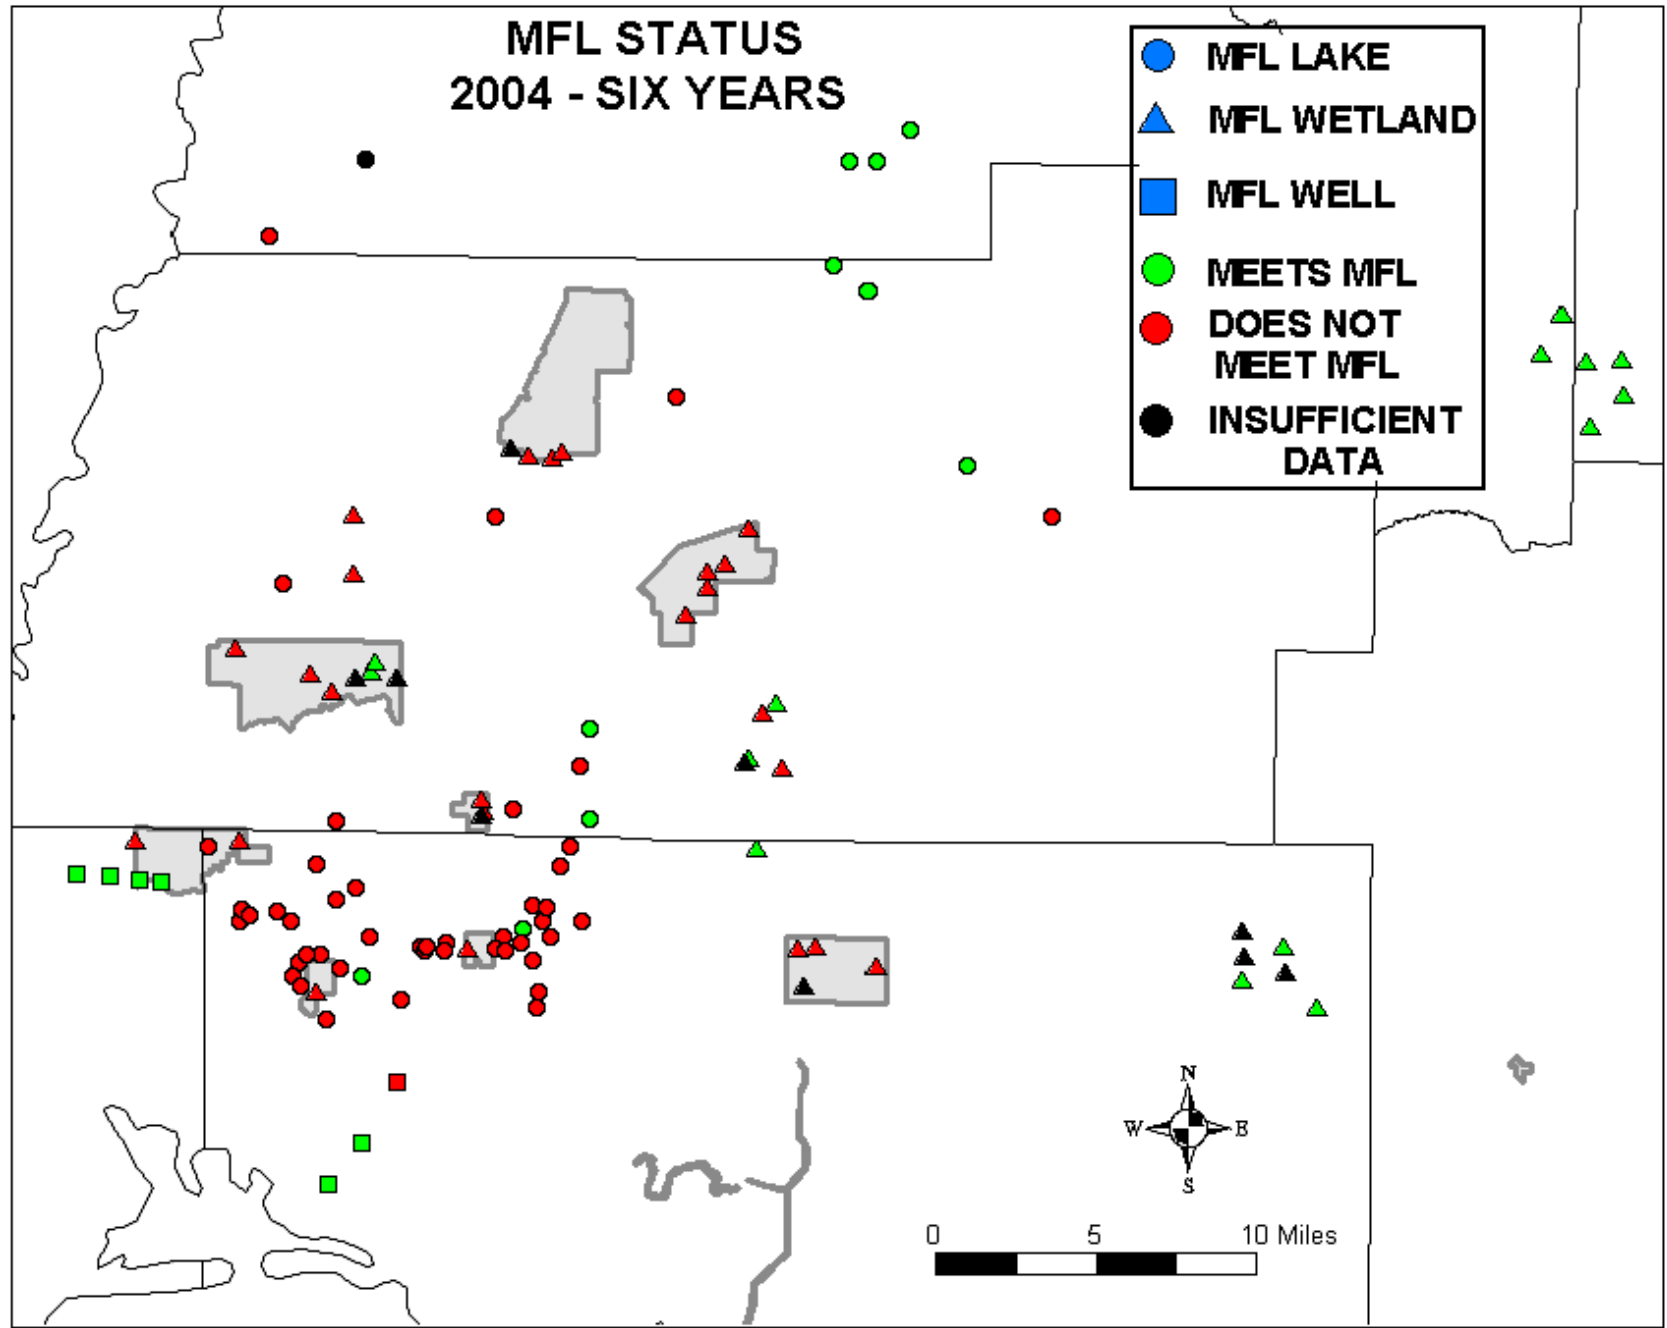 MFL STATUS
2004 - SIX YEARS
MFL LAKE
MFL WETLAND
MFL WELL
MEETS MFL
DOES NOT
MEET MFL
INSUFFICIENT
DATA
N
W E
S
0 5 10 Miles